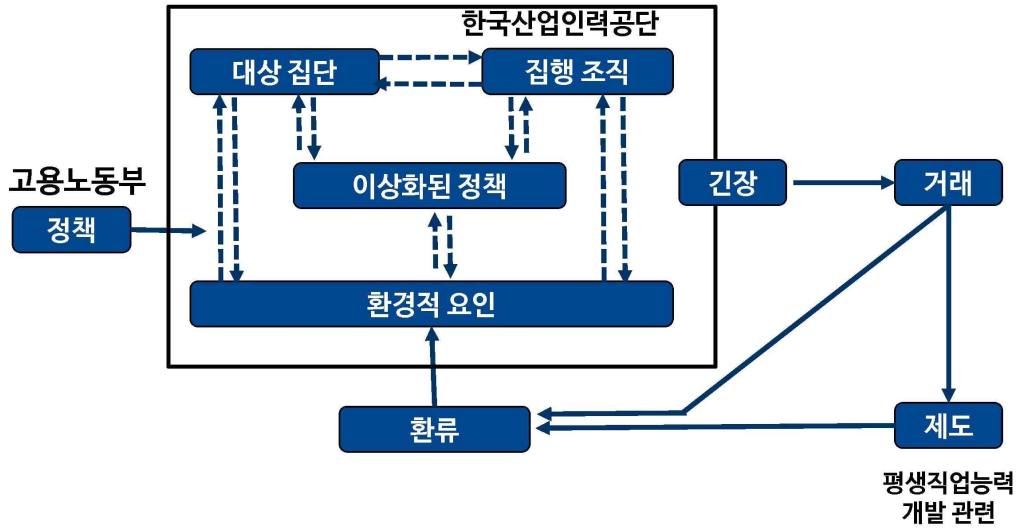 한국산업인력공단
대상 집단
집행 조직
고용노동부
이상화된 정책
긴장
거래
정책
환경적 요인
환류
제도
평생직업능력
개발 관련